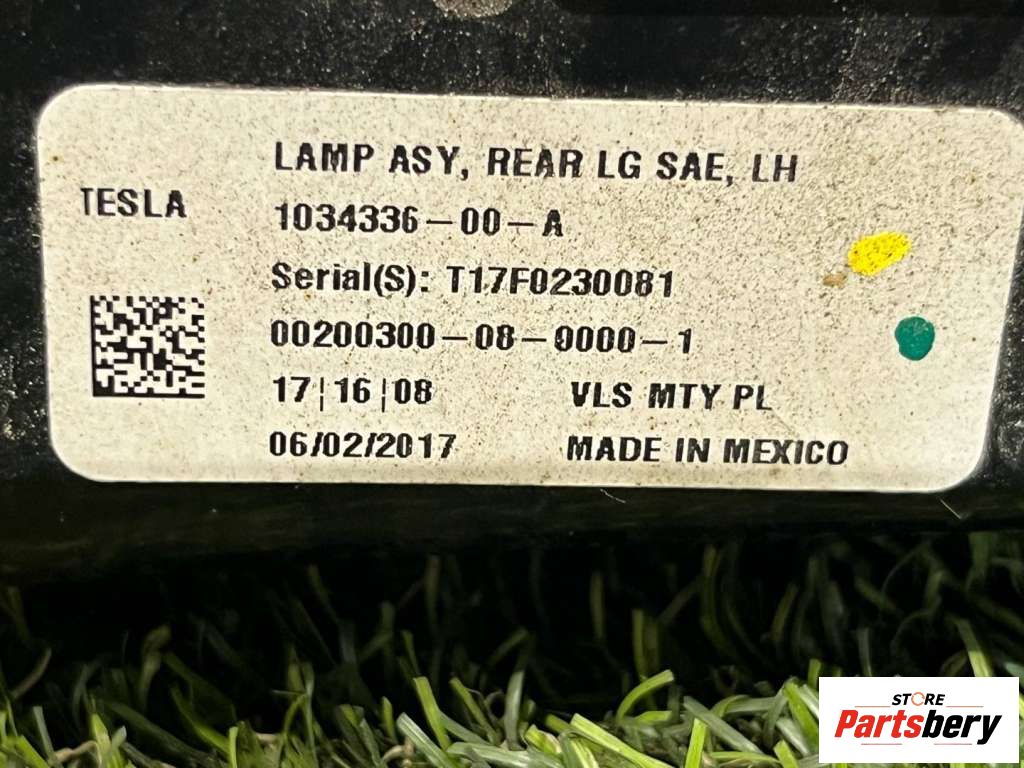 LAMP ASY, REAR LG SAE, LH
TESLA
1034336-00-A
Serial(S): T17F0230081
00200300-08-0000-1
17|16|08 VLS MTY PL
06/02/2017 MADE IN MEXICO
STORE
Partsbery